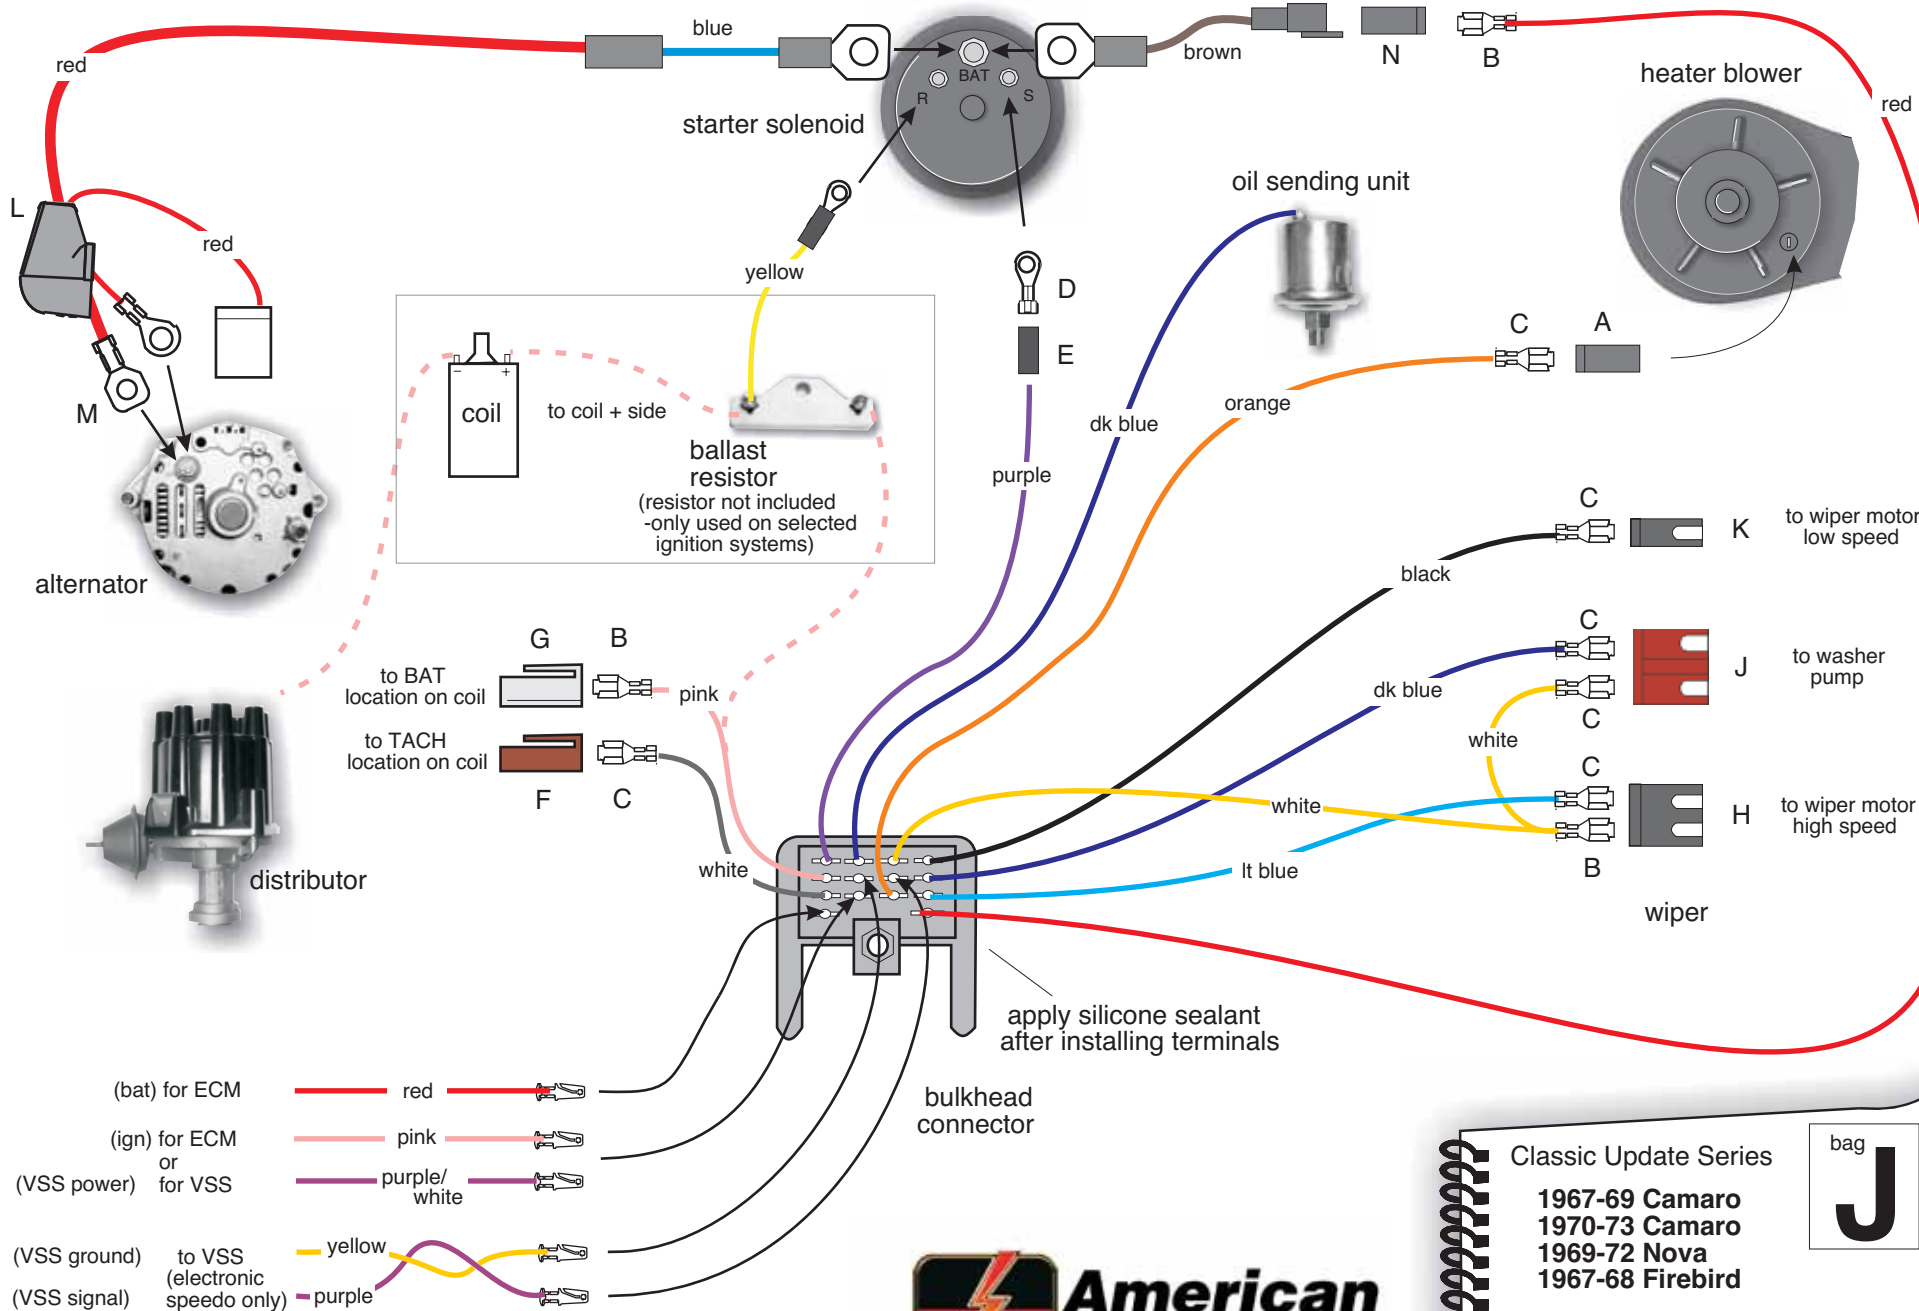 blue
brown
N
B
red
BAT
R
S
starter solenoid
heater blower
red
L
red
oil sending unit
yellow
D
E
C
A
M
coil
-
+
to coil + side
ballast
resistor
(resistor not included
-only used on selected
ignition systems)
orange
dk blue
purple
alternator
C
K
to wiper motor
low speed
black
G
B
to BAT
location on coil
pink
C
J
to washer
pump
dk blue
C
to TACH
location on coil
F
C
white
C
white
H
to wiper motor
high speed
B
white
lt blue
distributor
wiper
apply silicone sealant
after installing terminals
bulkhead
connector
(bat) for ECM
red
(ign) for ECM
pink
or
(VSS power)
for VSS
purple/
white
(VSS ground)
to VSS
yellow
(electronic
speedo only)
(VSS signal)
purple
American
Classic Update Series
1967-69 Camaro
1970-73 Camaro
1969-72 Nova
1967-68 Firebird
bag
J